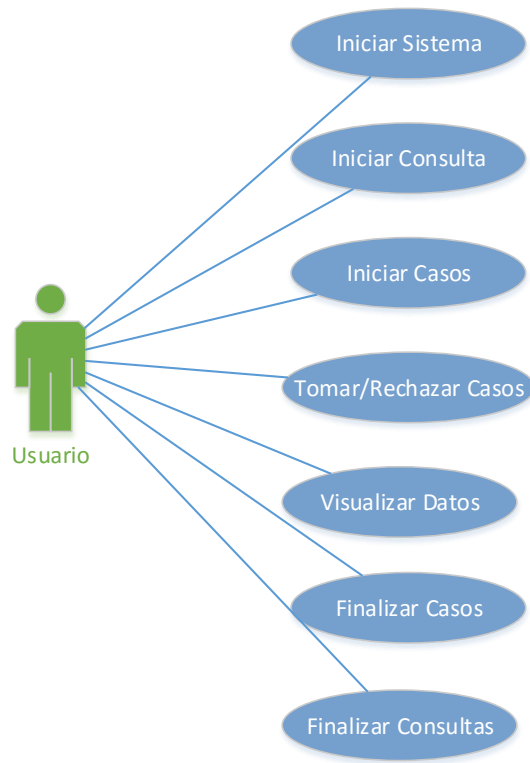 Iniciar Sistema
Iniciar Consulta
Iniciar Casos
Tomar/Rechazar Casos
Usuario
Visualizar Datos
Finalizar Casos
Finalizar Consultas